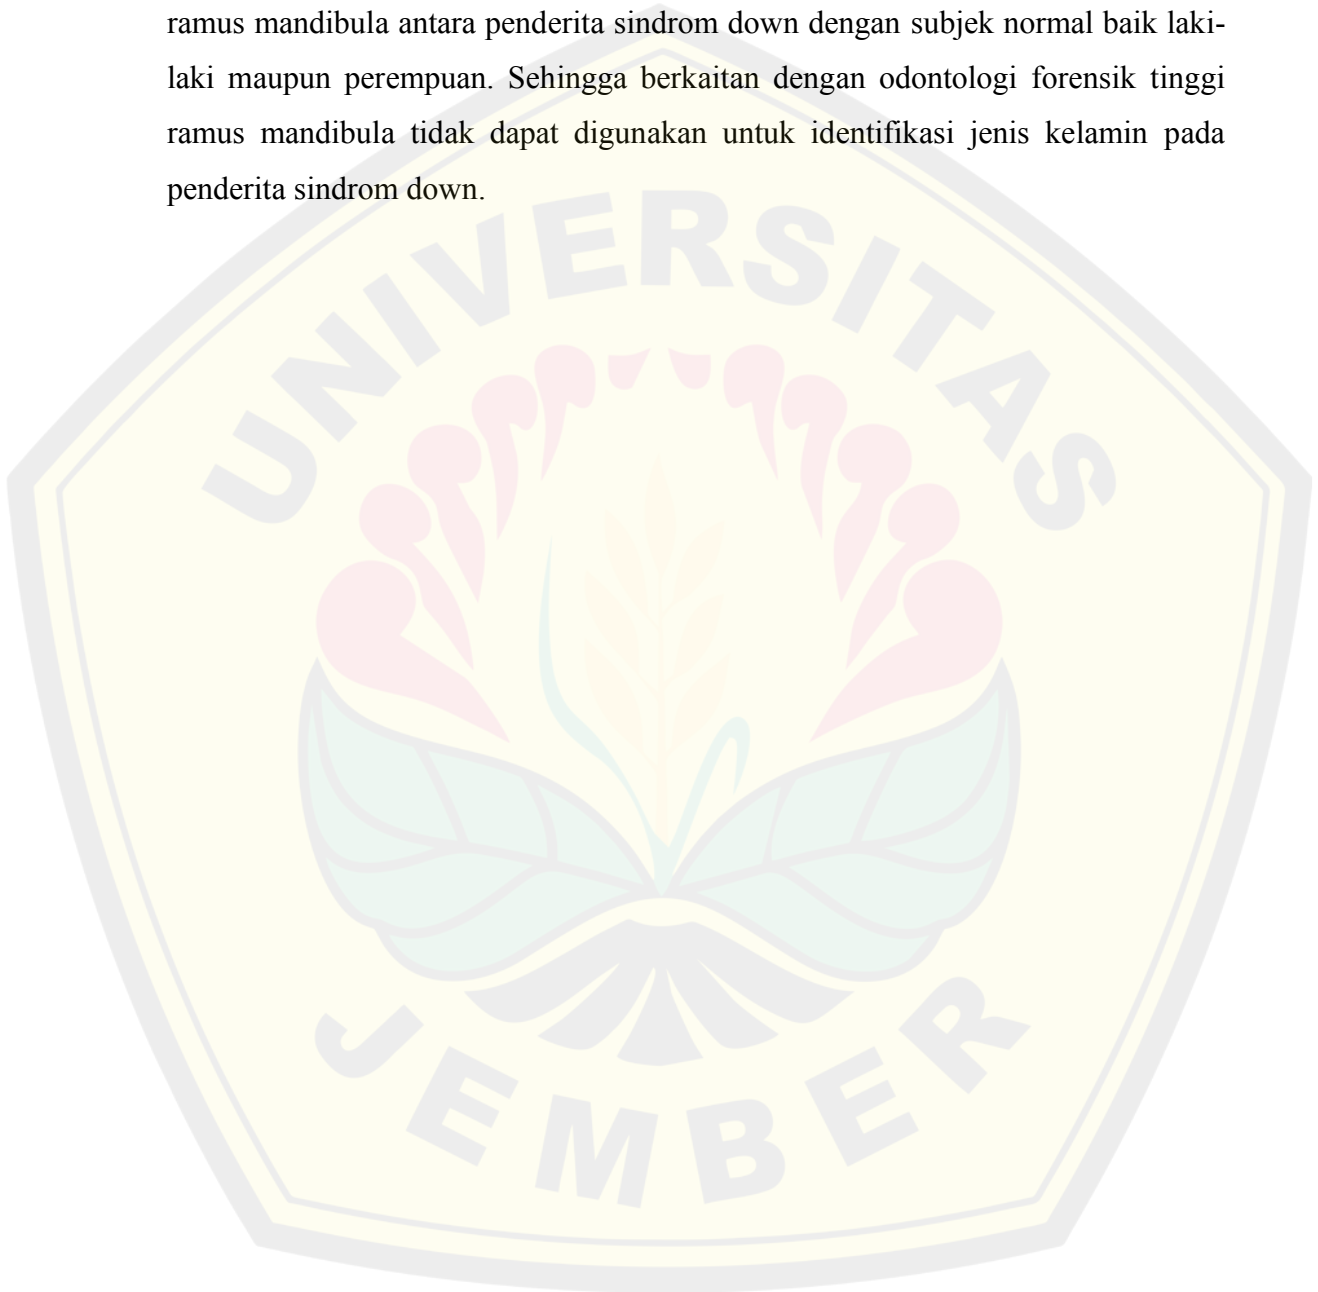 ramus mandibula antara penderita sindrom down dengan subjek normal baik laki-
laki maupun perempuan. Sehingga berkaitan dengan odontologi forensik tinggi
ramus mandibula tidak dapat digunakan untuk identifikasi jenis kelamin pada
penderita sindrom down.
UNIVERSITAS
JEMBER